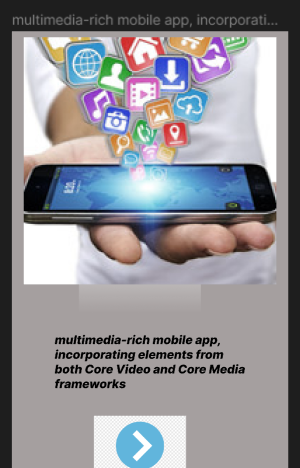 multimedia-rich mobile app, incorporati...
multimedia-rich mobile app,
incorporating elements from
both Core Video and Core Media
frameworks